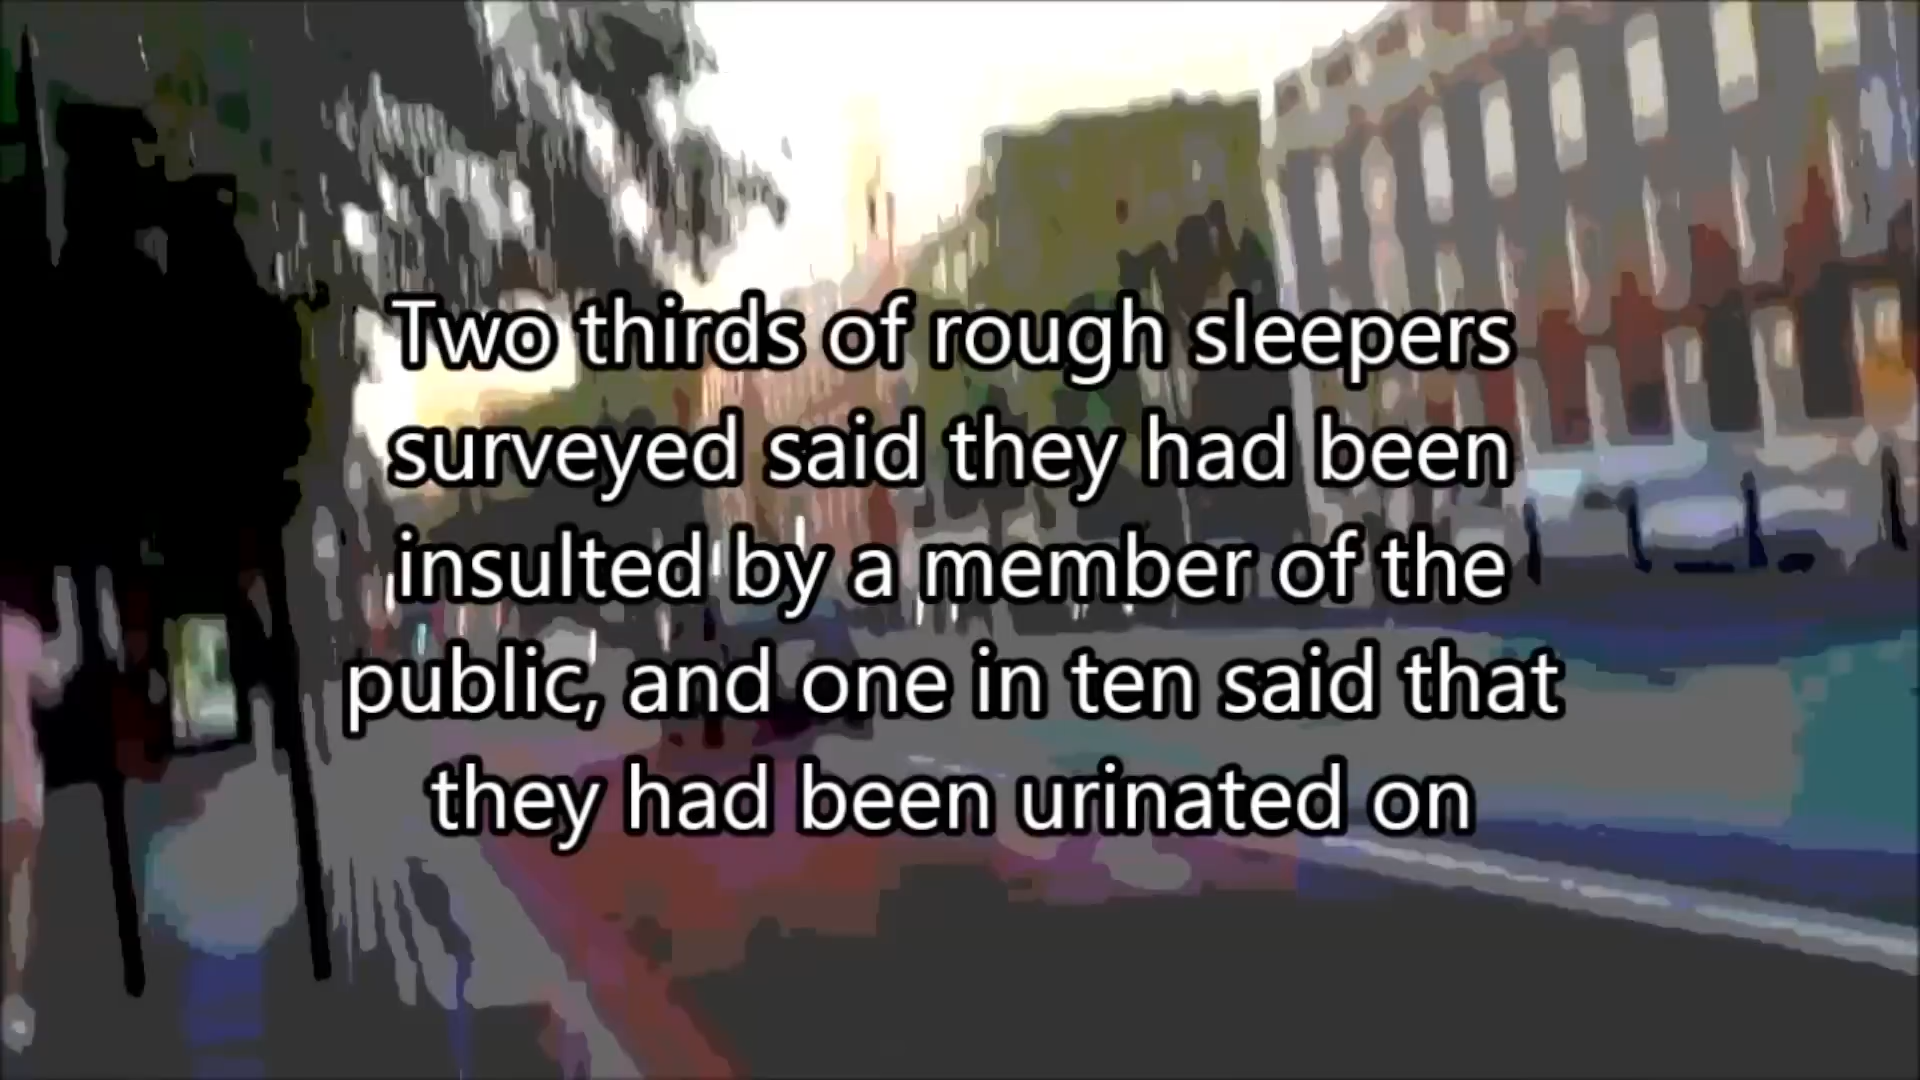 Two thirds of rough sleepers
surveyed said they had been
insulted by a member of the
public, and one in ten said that
they had been urinated on